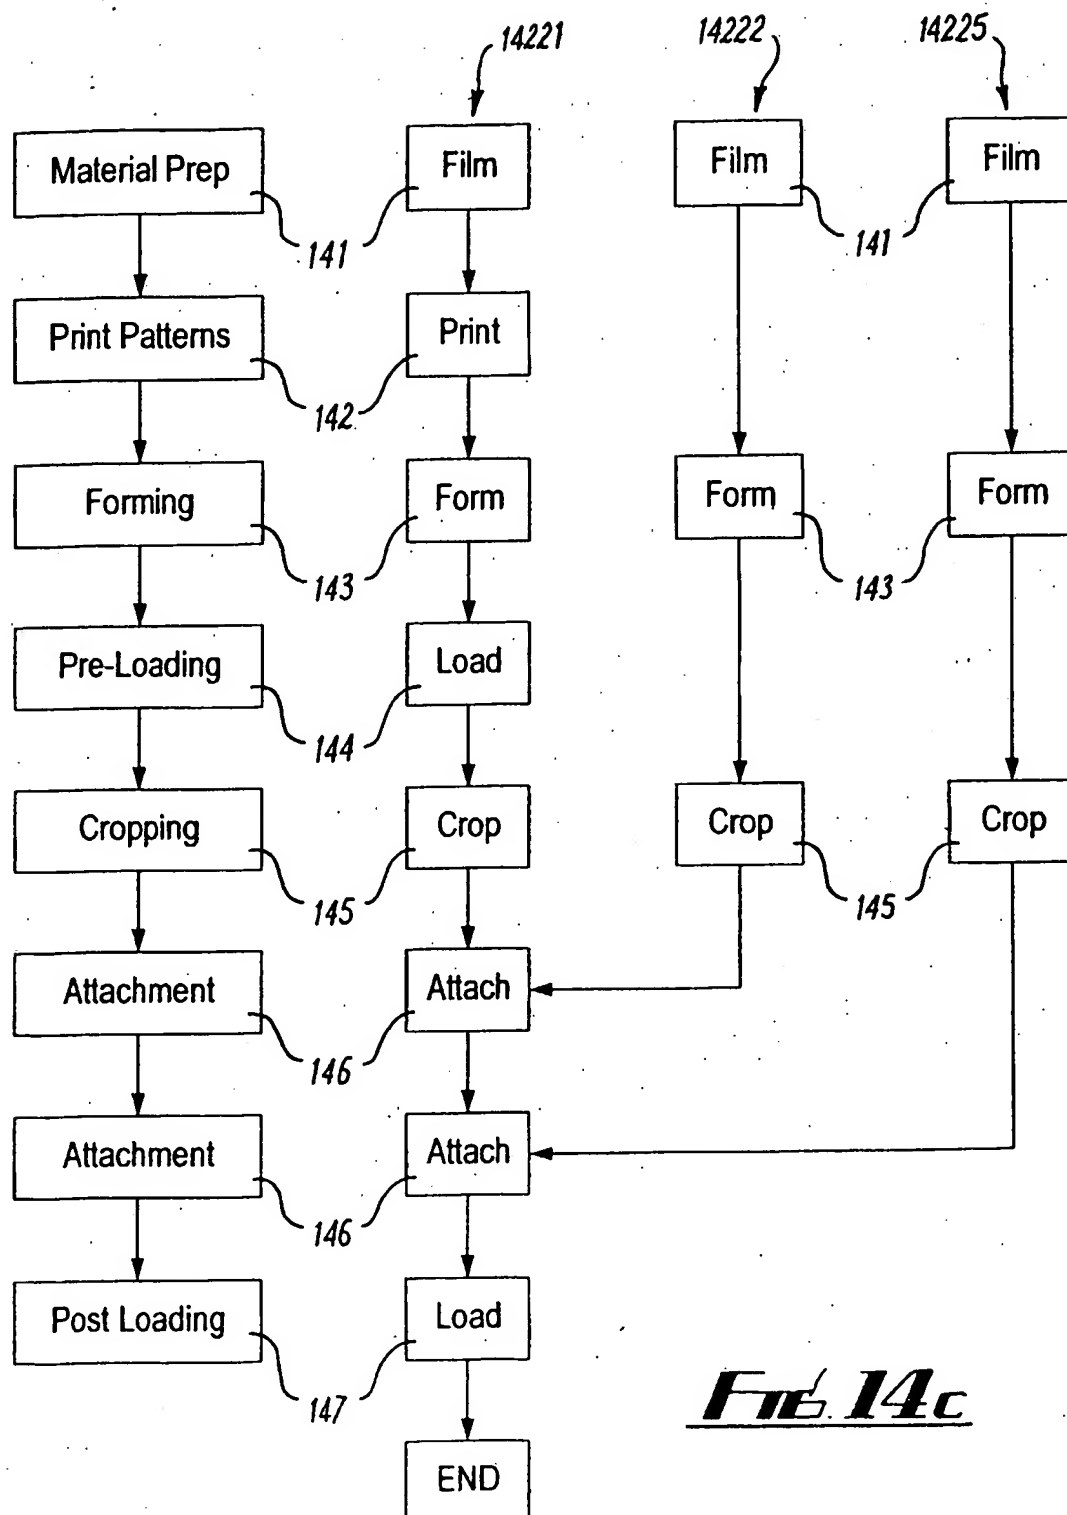 14221 14222 14225
Material Prep Film Film Film
141 141
Print Patterns Print
142
Forming Form Form Form
143 143
Pre-Loading Load
144
Cropping Crop Crop Crop
145 145
Attachment Attach
146
Attachment Attach
146
Post Loading Load
147
END
FIG. 14c